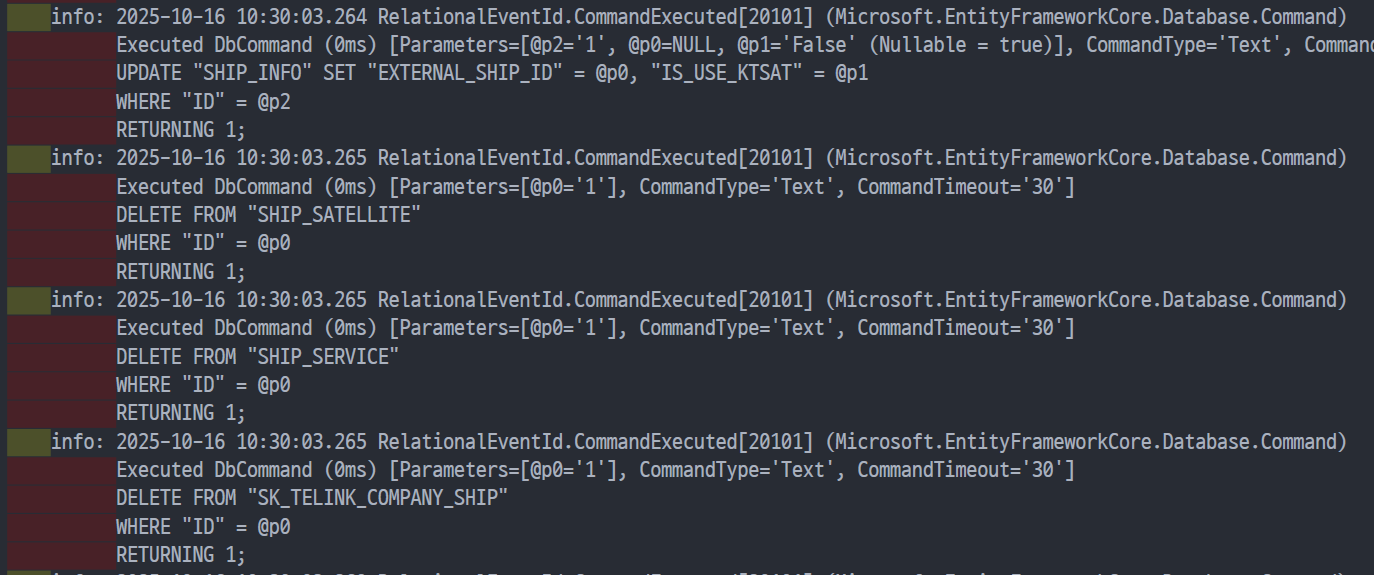 info: 2025-10-16 10:30:03.264 RelationalEventId.CommandExecuted[20101] (Microsoft.EntityFrameworkCore.Database.Command)
Executed DbCommand (0ms) [Parameters=[@p2='1', @p0=NULL, @p1='False' (Nullable = true)], CommandType='Text', Comman
UPDATE "SHIP_INFO" SET "EXTERNAL_SHIP_ID" = @p0, "IS_USE_KTSAT" = @p1
WHERE "ID" = @p2
RETURNING 1;
info: 2025-10-16 10:30:03.265 RelationalEventId.CommandExecuted[20101] (Microsoft.EntityFrameworkCore.Database.Command)
Executed DbCommand (0ms) [Parameters=[@p0='1'], CommandType='Text', CommandTimeout='30']
DELETE FROM "SHIP_SATELLITE"
WHERE "ID" = @p0
RETURNING 1;
info: 2025-10-16 10:30:03.265 RelationalEventId.CommandExecuted[20101] (Microsoft.EntityFrameworkCore.Database.Command)
Executed DbCommand (0ms) [Parameters=[@p0='1'], CommandType='Text', CommandTimeout='30']
DELETE FROM "SHIP_SERVICE"
WHERE "ID" = @p0
RETURNING 1;
info: 2025-10-16 10:30:03.265 RelationalEventId.CommandExecuted[20101] (Microsoft.EntityFrameworkCore.Database.Command)
Executed DbCommand (0ms) [Parameters=[@p0='1'], CommandType='Text', CommandTimeout='30']
DELETE FROM "SK_TELINK_COMPANY_SHIP"
WHERE "ID" = @p0
RETURNING 1;